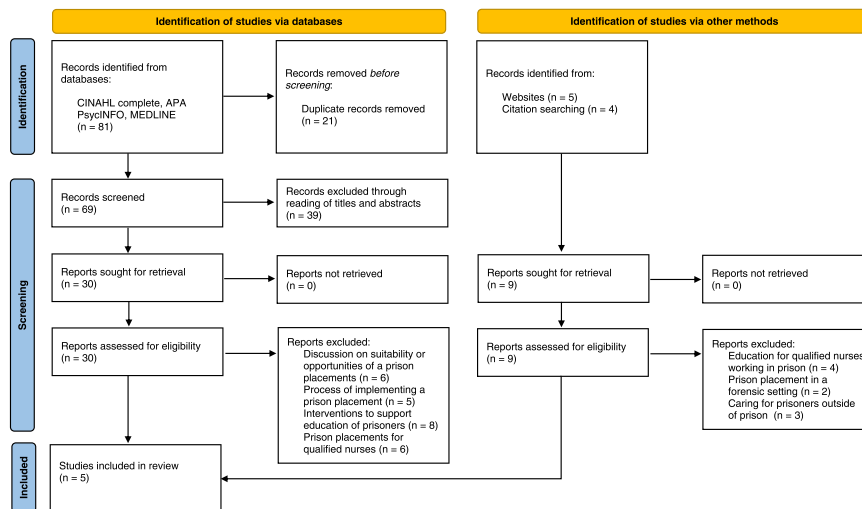 Identification of studies via databases
Identification of studies via other methods
Identification
Records identified from
databases:
CINAHL complete, APA
PsycINFO, MEDLINE
(n = 81)
Records removed before
screening:
Duplicate records removed
(n = 21)
Records identified from:
Websites (n = 5)
Citation searching (n = 4)
Screening
Records screened
(n = 69)
Records excluded through
reading of titles and abstracts
(n = 39)
Reports sought for retrieval
(n = 30)
Reports not retrieved
(n = 0)
Reports sought for retrieval
(n = 9)
Reports not retrieved
(n = 0)
Reports assessed for eligibility
(n = 30)
Reports excluded:
Discussion on suitability or
opportunities of a prison
placements (n = 6)
Process of implementing a
prison placement (n = 5)
Interventions to support
education of prisoners (n = 8)
Prison placements for
qualified nurses (n = 6)
Reports assessed for eligibility
(n = 9)
Reports excluded:
Education for qualified nurses
working in prison (n = 4)
Prison placement in a
forensic setting (n = 2)
Caring for prisoners outside
of prison (n = 3)
Included
Studies included in review
(n = 5)